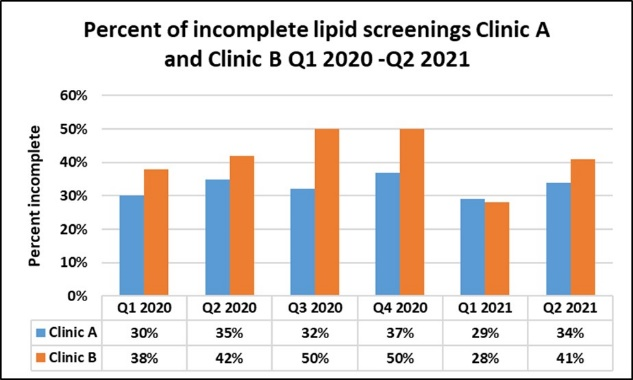 Percent of incomplete lipid screenings Clinic A
and Clinic B Q1 2020 -Q2 2021
Percent incomplete
60%
50%
40%
30%
20%
10%
0%
Q1 2020 Q2 2020 Q3 2020 Q4 2020 Q1 2021 Q2 2021
Clinic A 30% 35% 32% 37% 29% 34%
Clinic B 38% 42% 50% 50% 28% 41%